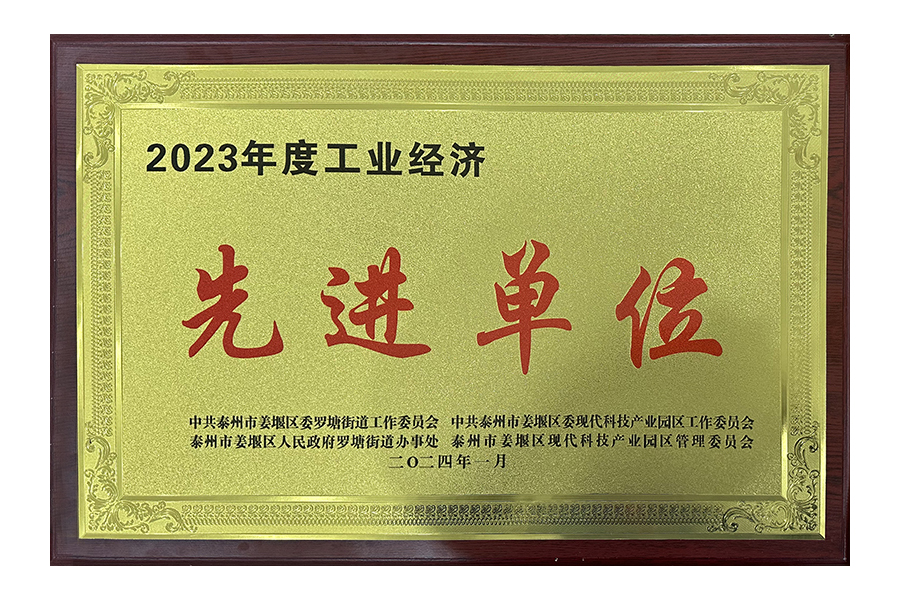 2023年度工业经济
先进单位
中共泰州市姜堰区委罗塘街道工作委员会 中共泰州市姜堰区委现代科技产业园区工作委员会
泰州市姜堰区人民政府罗塘街道办事处 泰州市姜堰区现代科技产业园区管理委员会
二O二四年一月